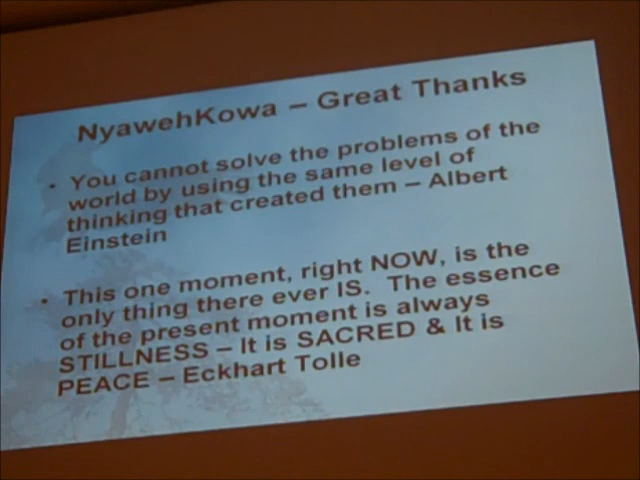 NyawehKowa – Great Thanks
• You cannot solve the problems of the
world by using the same level of
thinking that created them – Albert
Einstein
• This one moment, right NOW, is the
only thing there ever IS. The essence
of the present moment is always
STILLNESS – It is SACRED & It is
PEACE – Eckhart Tolle